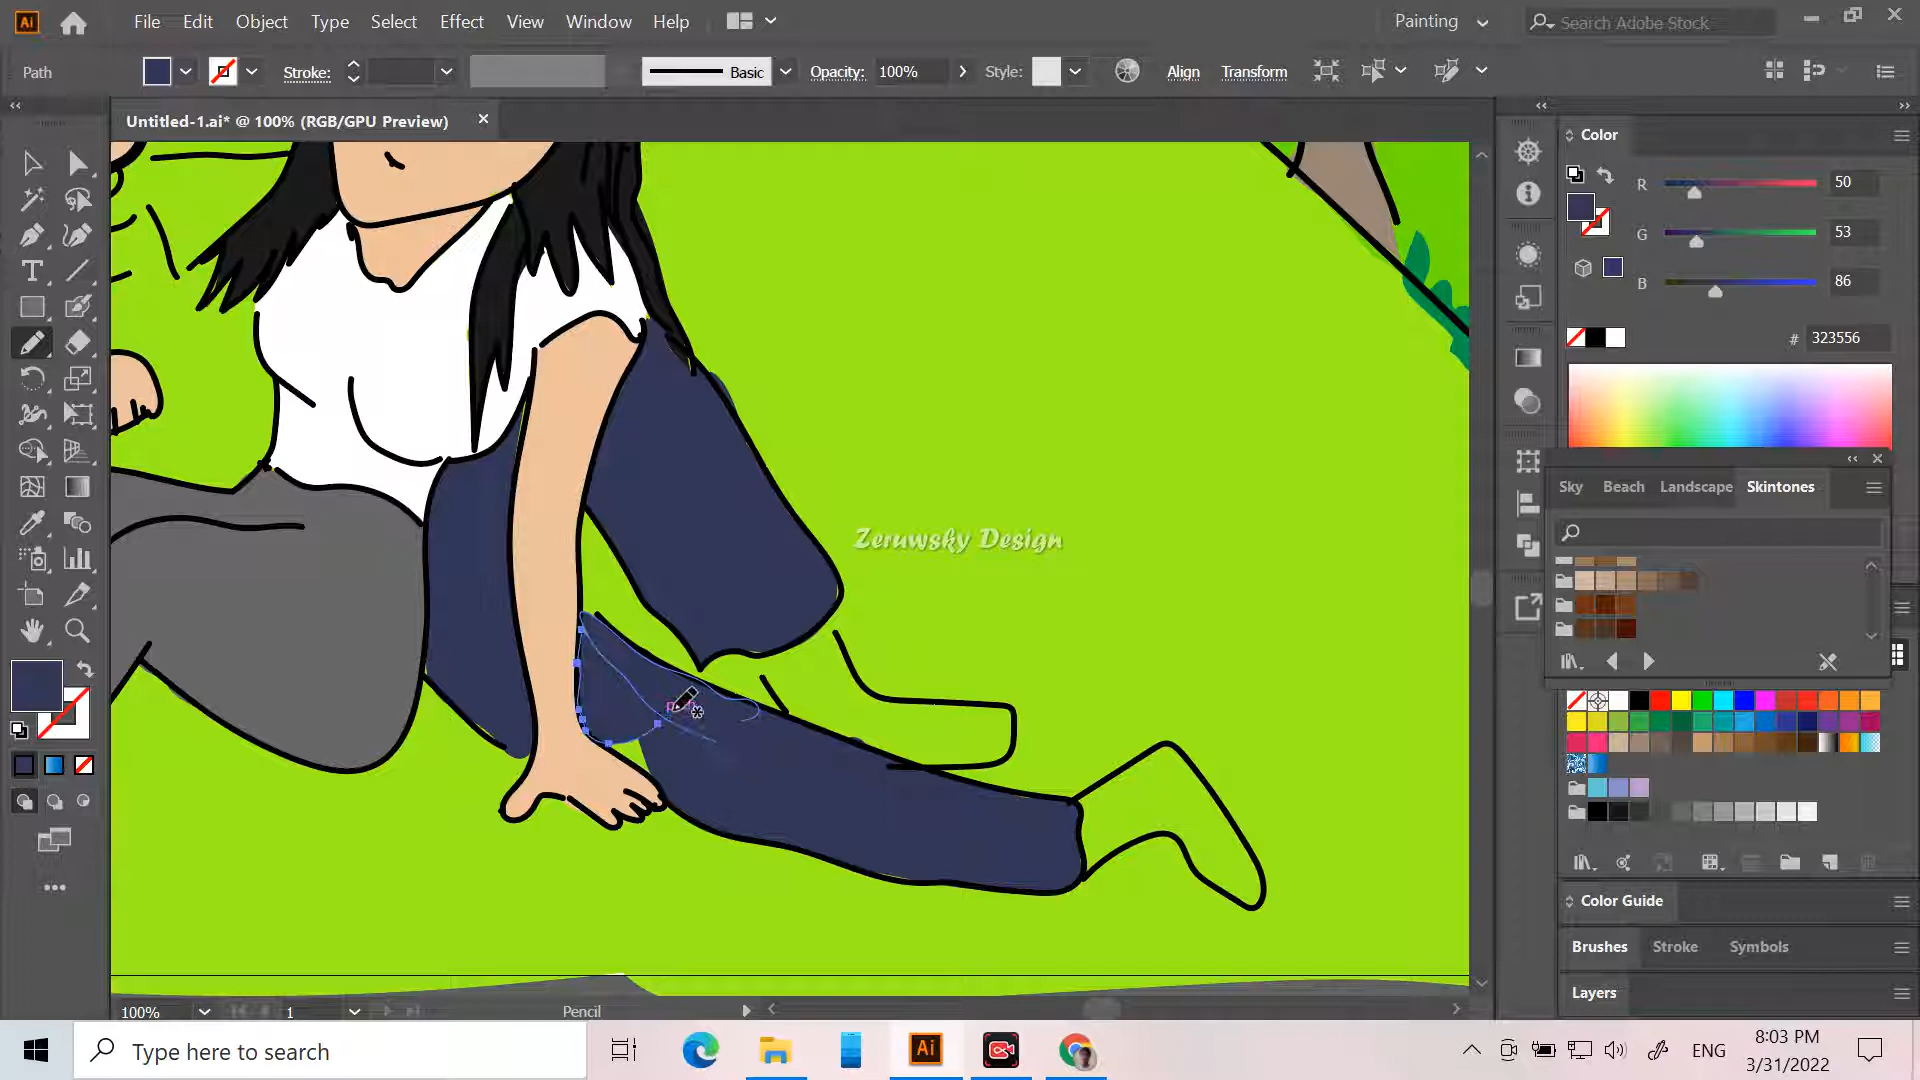 Ai File Edit Object Type Select Effect View Window Help Painting Search Adobe Stock
Path Stroke: Basic Opacity: 100% Style: Align Transform
Untitled-1.ai* @ 100% (RGB/GPU Preview)
Color
R 50
G 53
B 86
# 323556
Sky Beach Landscape Skintones
Zeruwsky Design
Color Guide
Brushes Stroke Symbols
Layers
100% 1 Pencil
Type here to search
Ai
ENG
8:03 PM
3/31/2022